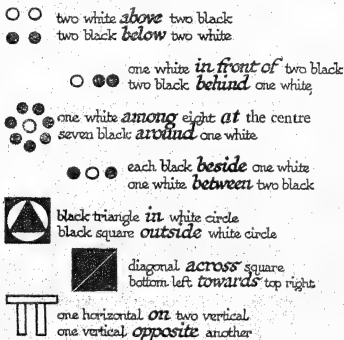 two white above two black
two black below two white
one white in front of two black
two black behind one white
one white among eight at the centre
seven black around one white
each black beside one white
one white between two black
black triangle in white circle
black square outside white circle
diagonal across square
bottom left towards top right
one horizontal on two vertical
one vertical opposite another